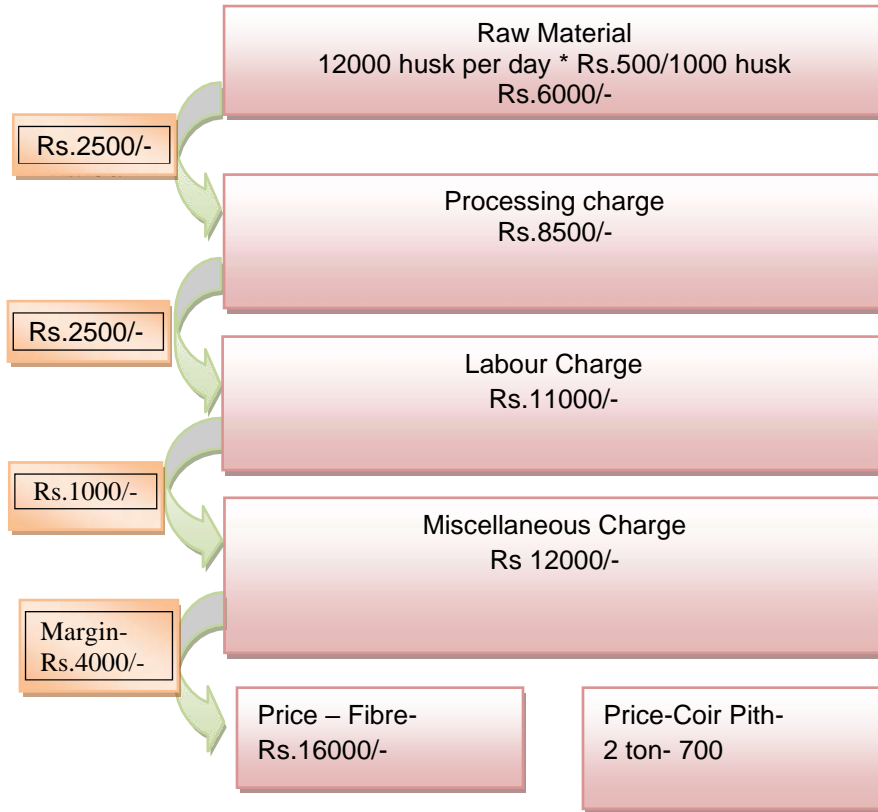 Raw Material
12000 husk per day * Rs.500/1000 husk
Rs.6000/-
Rs.2500/-
Processing charge
Rs.8500/-
Rs.2500/-
Labour Charge
Rs.11000/-
Rs.1000/-
Miscellaneous Charge
Rs 12000/-
Margin-
Rs.4000/-
Price – Fibre-
Rs.16000/-
Price-Coir Pith-
2 ton- 700